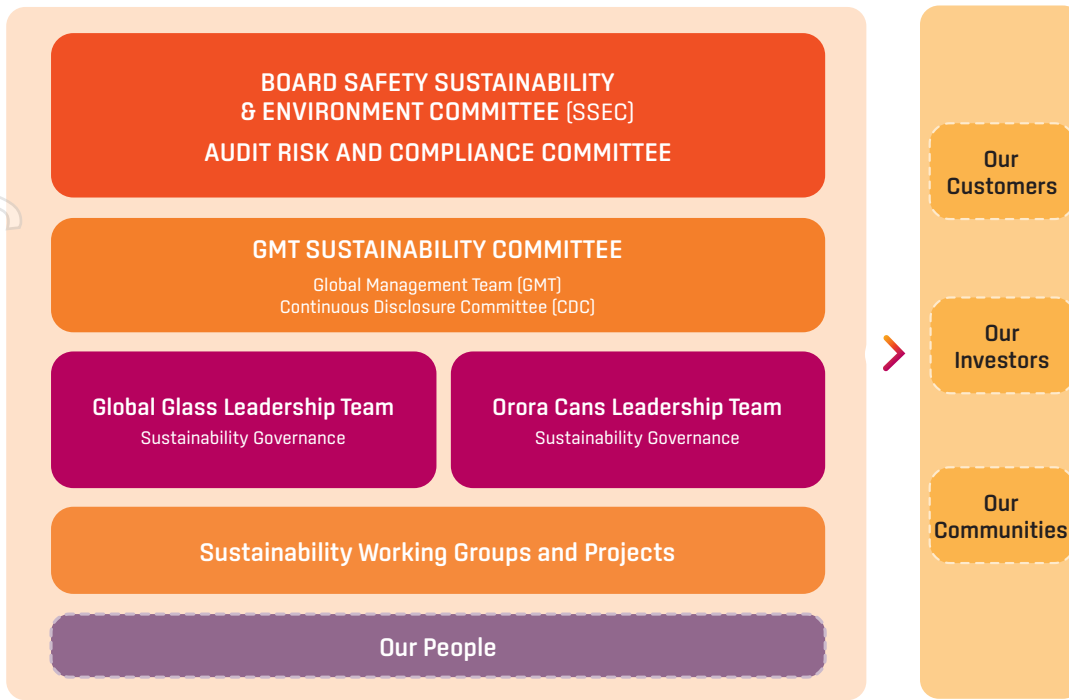 BOARD SAFETY SUSTAINABILITY
& ENVIRONMENT COMMITTEE (SSEC)
AUDIT RISK AND COMPLIANCE COMMITTEE
GMT SUSTAINABILITY COMMITTEE
Global Management Team (GMT)
Continuous Disclosure Committee (CDC)
Global Glass Leadership Team
Sustainability Governance
Orora Cans Leadership Team
Sustainability Governance
Sustainability Working Groups and Projects
Our People
Our
Customers
Our
Investors
Our
Communities